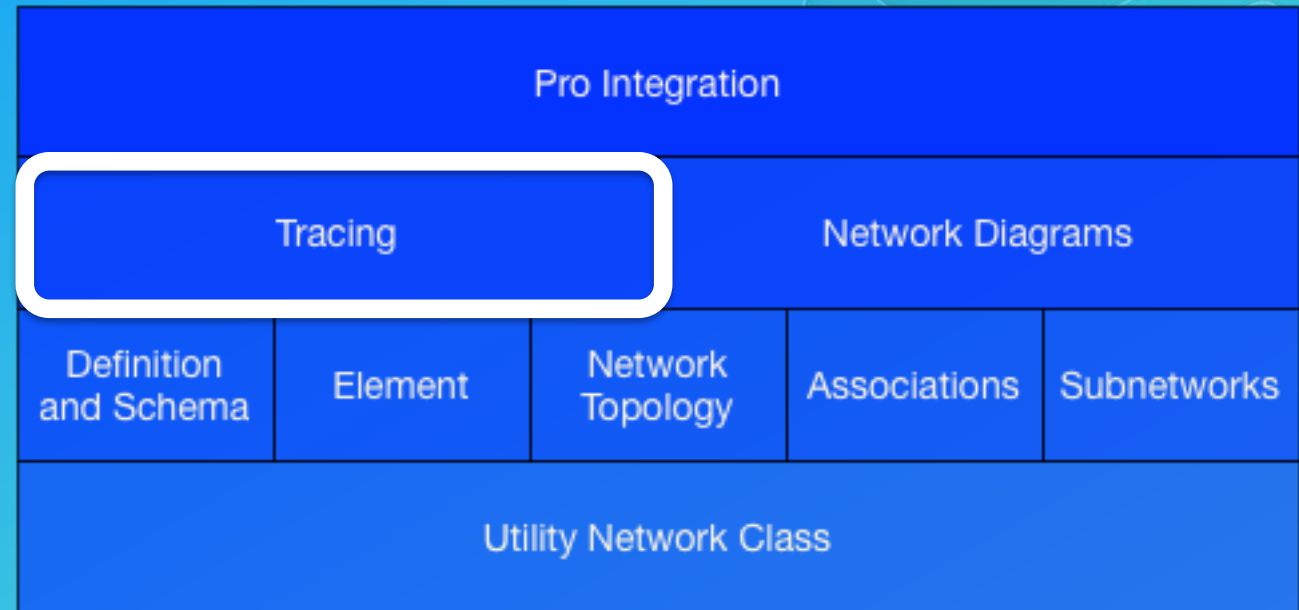 Pro Integration
Tracing
Network Diagrams
Definition
and Schema
Element
Network
Topology
Associations
Subnetworks
Utility Network Class